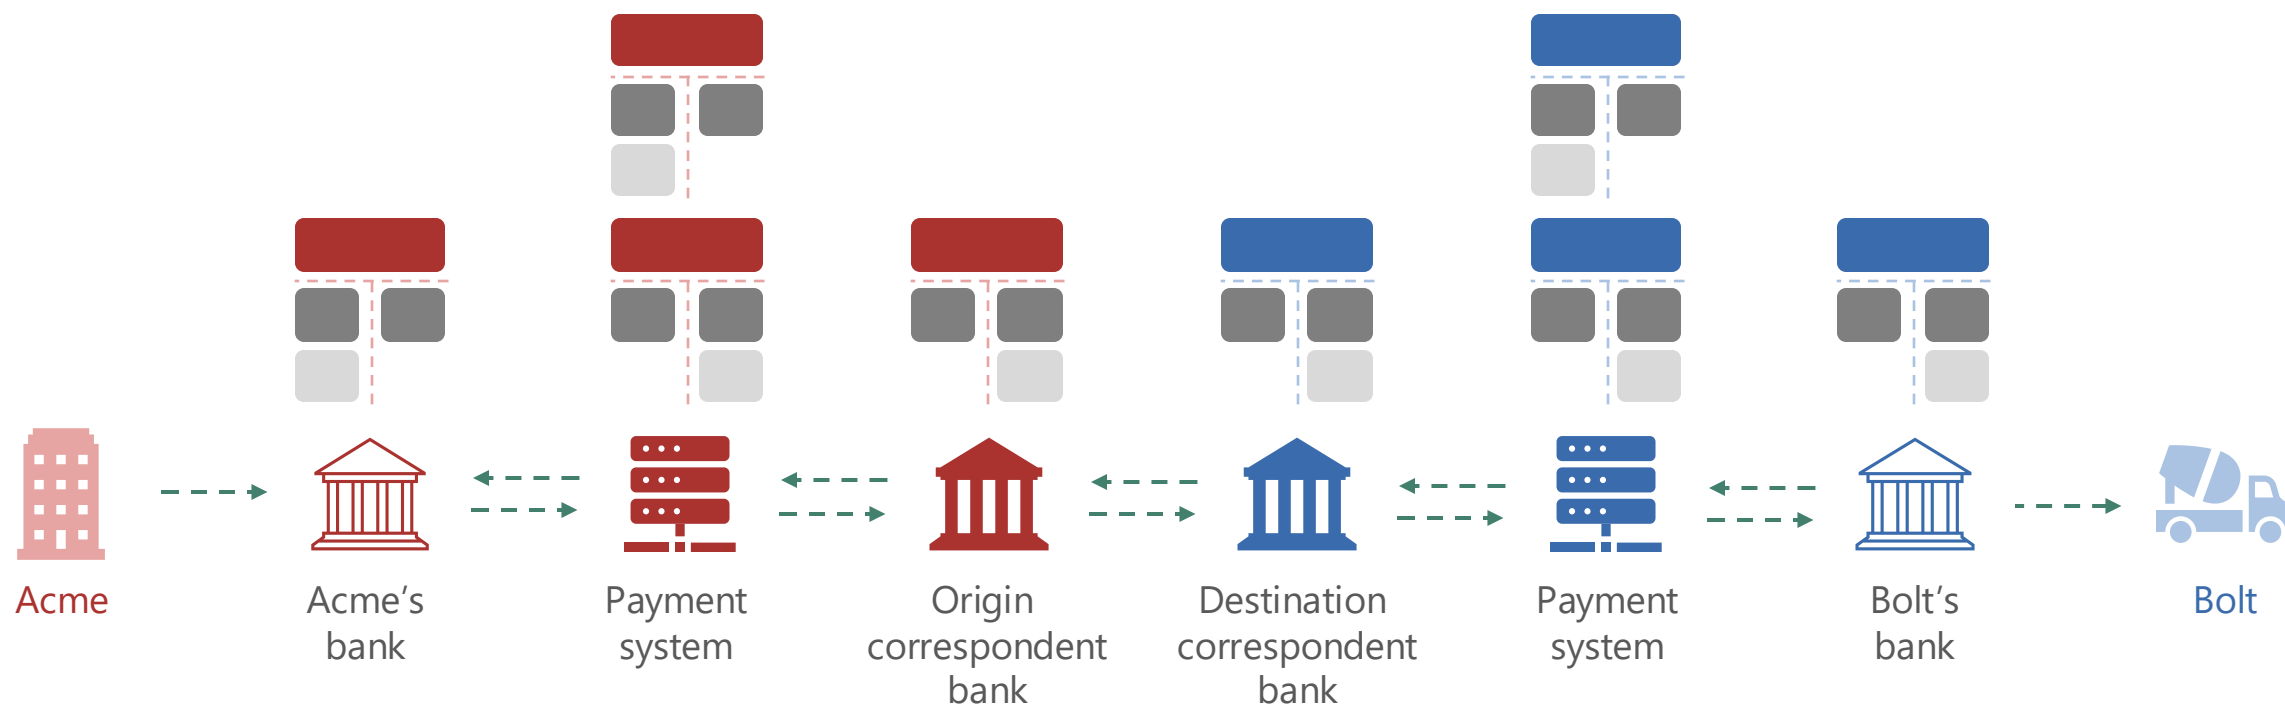 Acme
Acme’s
bank
Payment
system
Origin
correspondent
bank
Destination
correspondent
bank
Payment
system
Bolt’s
bank
Bolt